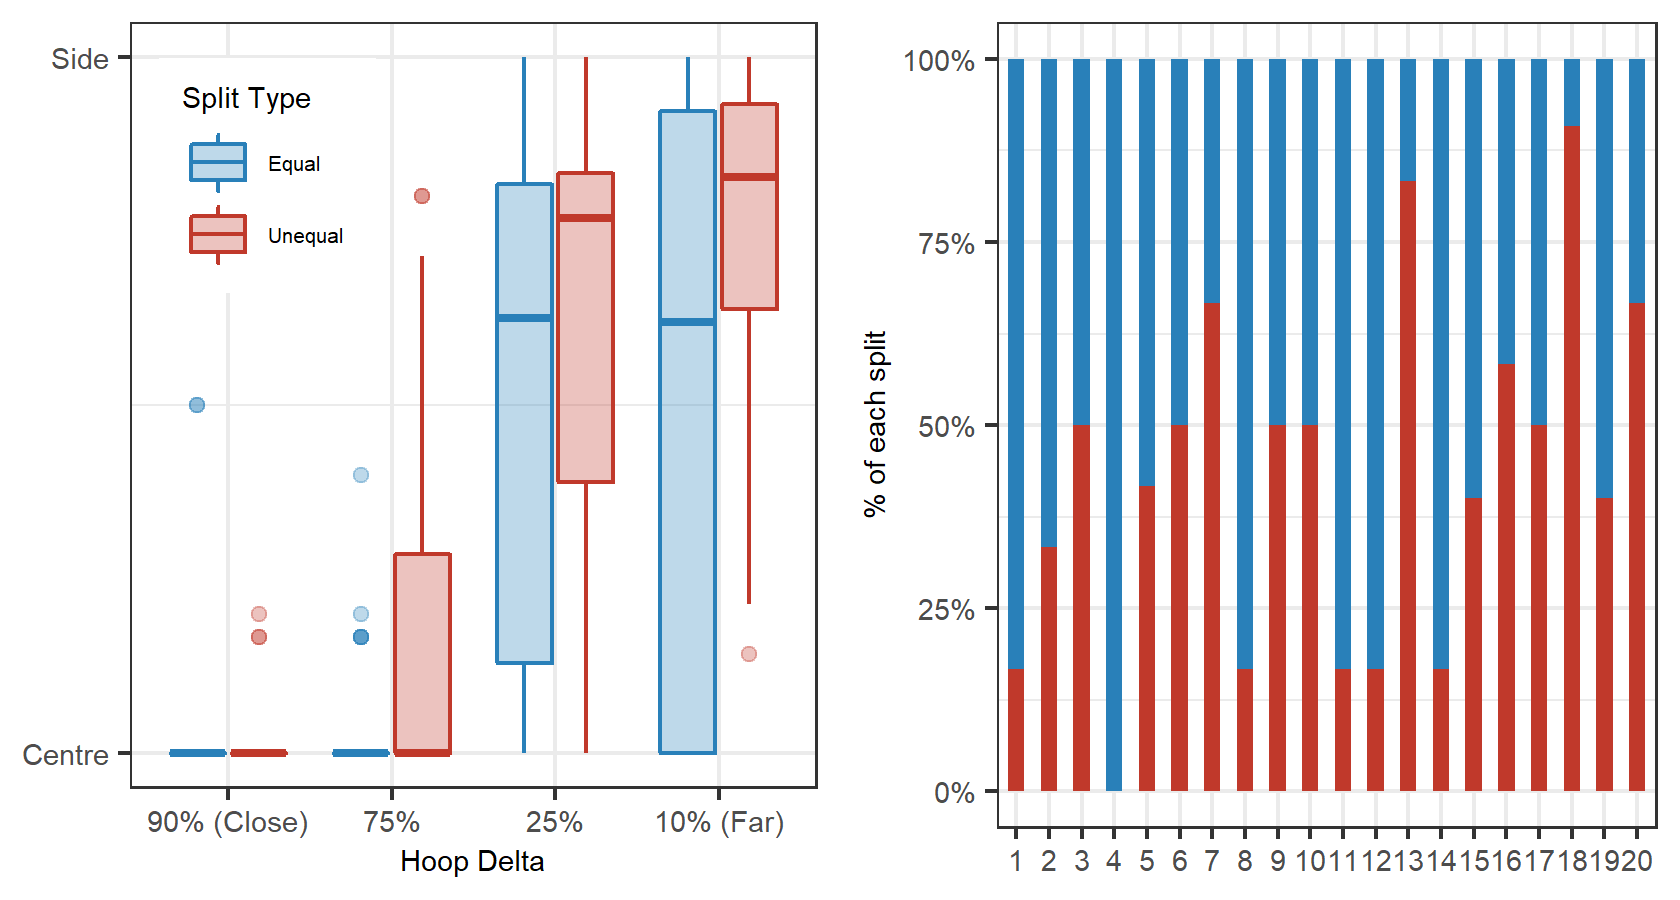 Side
Centre
Split Type
Equal
Unequal
90% (Close) 75% 25% 10% (Far)
Hoop Delta
100%
75%
50%
25%
0%
% of each split
1 2 3 4 5 6 7 8 9 10 11 12 13 14 15 16 17 18 19 20